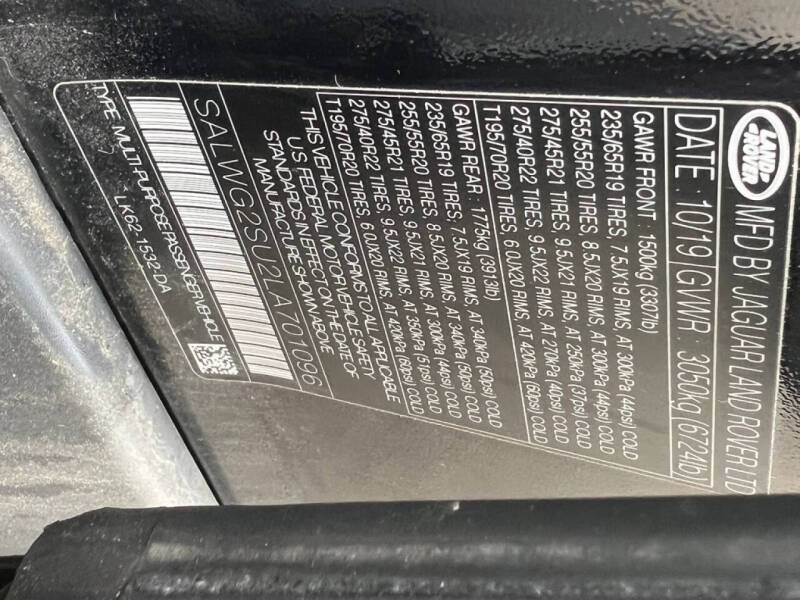 LAND
ROVER
MFD BY JAGUAR LAND ROVER LTD
DATE: 10/19 GVWR: 3050kg (6724lb)
GAWR FRONT: 1500kg (3307lb)
235/65R19 TIRES, 7.5JX19 RIMS, AT 300kPa (44psi) COLD
255/55R20 TIRES, 8.5JX20 RIMS, AT 300kPa (44psi) COLD
275/45R21 TIRES, 9.5JX21 RIMS, AT 250kPa (37psi) COLD
275/40R22 TIRES, 9.5JX22 RIMS, AT 270kPa (40psi) COLD
T195/70R20 TIRES, 6.0JX20 RIMS, AT 420kPa (60psi) COLD
GAWR REAR: 1775kg (3913lb)
235/65R19 TIRES, 7.5JX19 RIMS, AT 340kPa (50psi) COLD
255/55R20 TIRES, 8.5JX20 RIMS, AT 300kPa (44psi) COLD
275/45R21 TIRES, 9.5JX21 RIMS, AT 340kPa (50psi) COLD
275/40R22 TIRES, 9.5JX22 RIMS, AT 350kPa (51psi) COLD
T195/70R20 TIRES, 6.0JX20 RIMS, AT 420kPa (60psi) COLD
THIS VEHICLE CONFORMS TO ALL APPLICABLE
U.S. FEDERAL MOTOR VEHICLE SAFETY
STANDARDS IN EFFECT ON THE DATE OF
MANUFACTURE SHOWN ABOVE
SALWG2SU2LA701096
TYPE: MULTI-PURPOSE PASSENGER VEHICLE
LK62-1532-DA